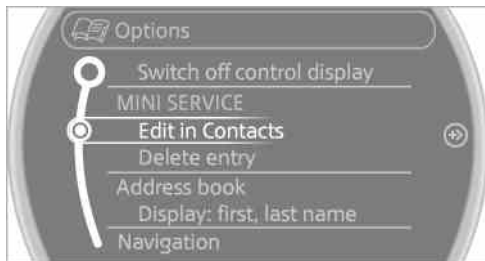 Options
Switch off control display
MINI SERVICE
Edit in Contacts
Delete entry
Address book
Display: first, last name
Navigation